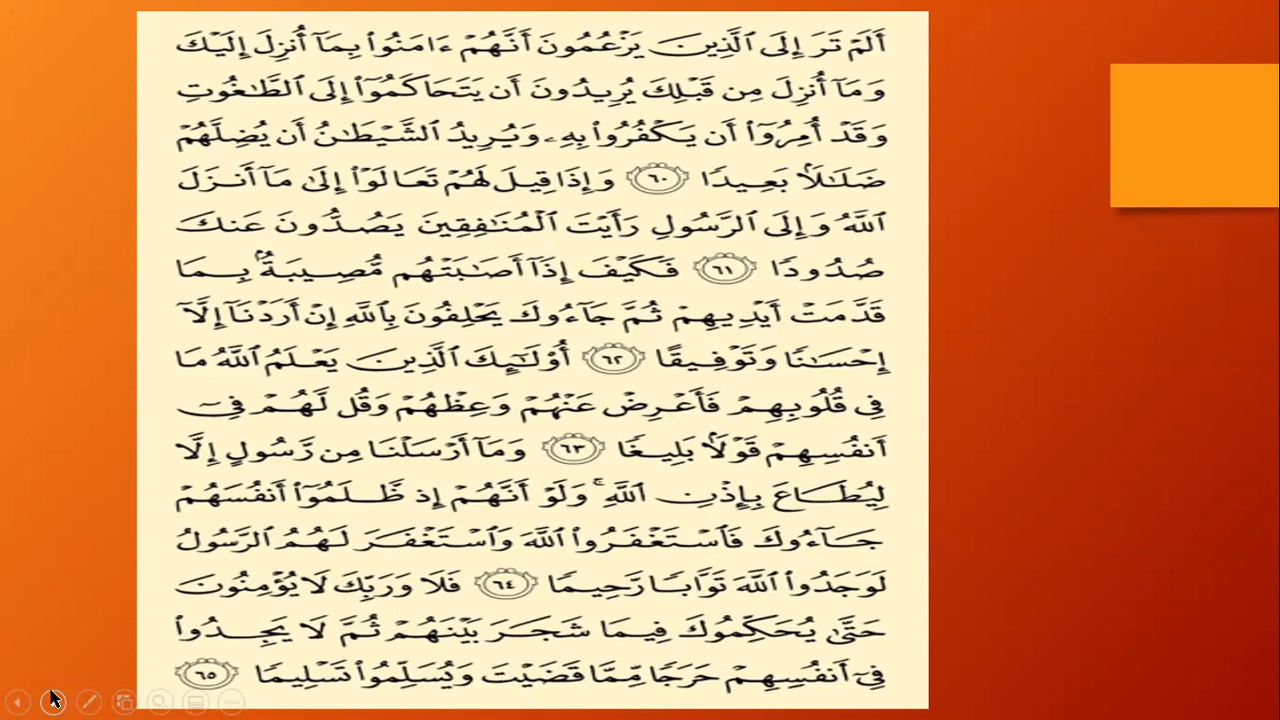 أَلَمْ تَرَ إِلَى ٱلَّذِينَ يَزْعُمُونَ أَنَّهُمْ ءَامَنُوا۟ بِمَآ أُنزِلَ إِلَيْكَ
وَمَآ أُنزِلَ مِن قَبْلِكَ يُرِيدُونَ أَن يَتَحَاكَمُوٓا۟ إِلَى ٱلطَّـٰغُوتِ
وَقَدْ أُمِرُوٓا۟ أَن يَكْفُرُوا۟ بِهِۦ وَيُرِيدُ ٱلشَّيْطَـٰنُ أَن يُضِلَّهُمْ
ضَلَـٰلًۢا بَعِيدًا ٦٠ وَإِذَا قِيلَ لَهُمْ تَعَالَوْا۟ إِلَىٰ مَآ أَنزَلَ
ٱللَّهُ وَإِلَى ٱلرَّسُولِ رَأَيْتَ ٱلْمُنَـٰفِقِينَ يَصُدُّونَ عَنكَ
صُدُودًا ٦١ فَكَيْفَ إِذَآ أَصَـٰبَتْهُم مُّصِيبَةٌۢ بِمَا
قَدَّمَتْ أَيْدِيهِمْ ثُمَّ جَآءُوكَ يَحْلِفُونَ بِٱللَّهِ إِنْ أَرَدْنَآ إِلَّآ
إِحْسَـٰنًا وَتَوْفِيقًا ٦٢ أُو۟لَـٰٓئِكَ ٱلَّذِينَ يَعْلَمُ ٱللَّهُ مَا
فِى قُلُوبِهِمْ فَأَعْرِضْ عَنْهُمْ وَعِظْهُمْ وَقُل لَّهُمْ فِىٓ
أَنفُسِهِمْ قَوْلًۢا بَلِيغًا ٦٣ وَمَآ أَرْسَلْنَا مِن رَّسُولٍ إِلَّا
لِيُطَاعَ بِإِذْنِ ٱللَّهِ ۚ وَلَوْ أَنَّهُمْ إِذ ظَّلَمُوٓا۟ أَنفُسَهُمْ
جَآءُوكَ فَٱسْتَغْفَرُوا۟ ٱللَّهَ وَٱسْتَغْفَرَ لَهُمُ ٱلرَّسُولُ
لَوَجَدُوا۟ ٱللَّهَ تَوَّابًا رَّحِيمًا ٦٤ فَلَا وَرَبِّكَ لَا يُؤْمِنُونَ
حَتَّىٰ يُحَكِّمُوكَ فِيمَا شَجَرَ بَيْنَهُمْ ثُمَّ لَا يَجِدُوا۟
فِىٓ أَنفُسِهِمْ حَرَجًا مِّمَّا قَضَيْتَ وَيُسَلِّمُوا۟ تَسْلِيمًا ٦٥